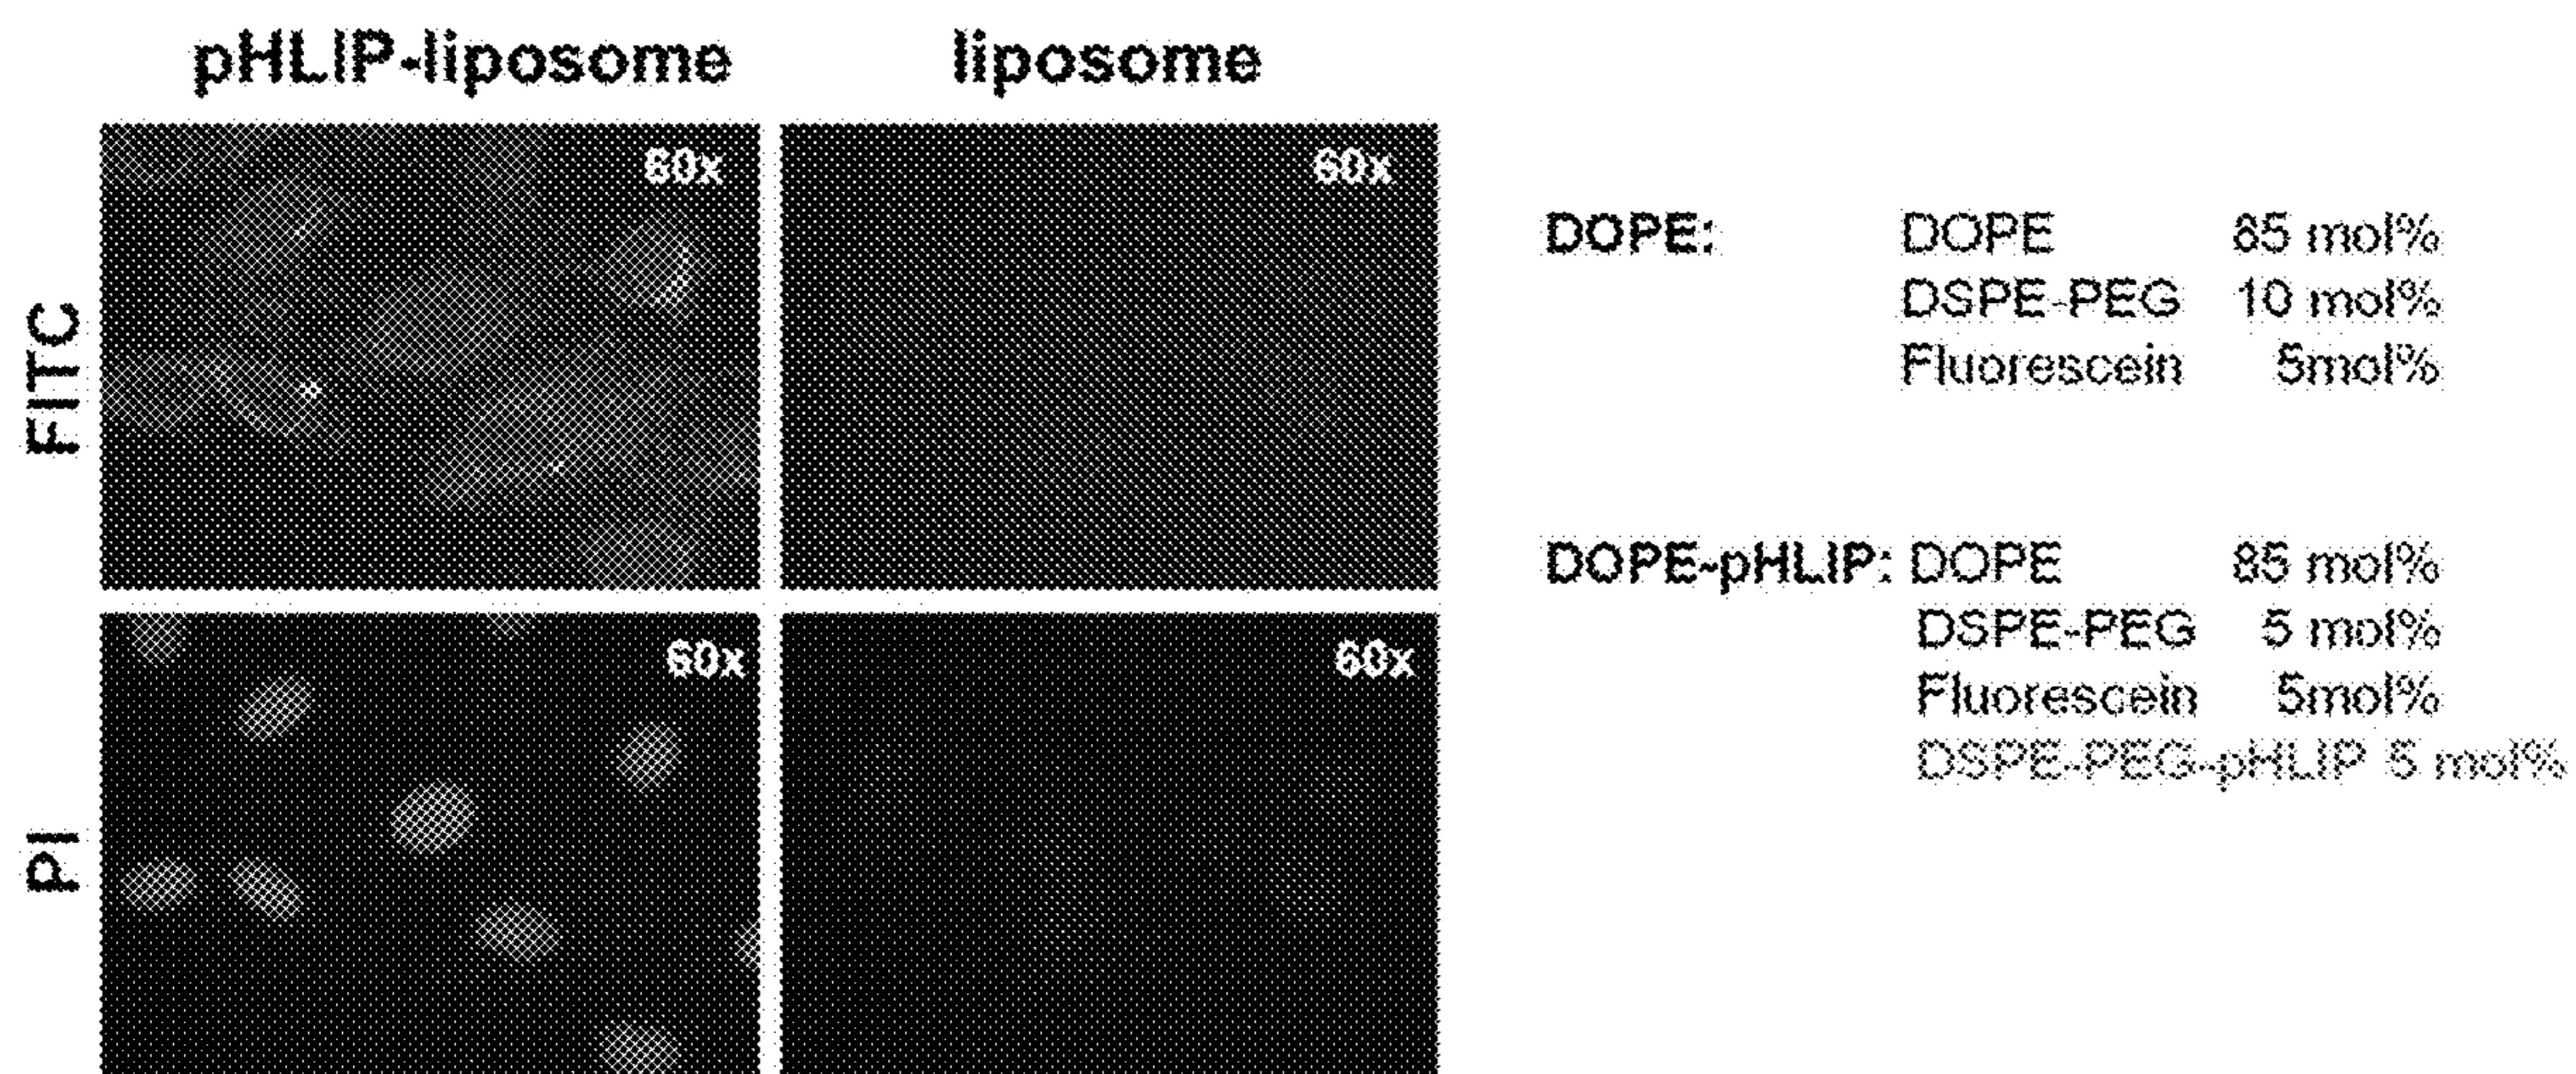 pHLIP-liposome liposome
FITC
60x 60x
PI
60x 60x
DOPE: DOPE 85 mol%
DSPE-PEG 10 mol%
Fluorescein 5mol%
DOPE-pHLIP: DOPE 85 mol%
DSPE-PEG 5 mol%
Fluorescein 5mol%
DSPE-PEG-pHLIP 5 mol%